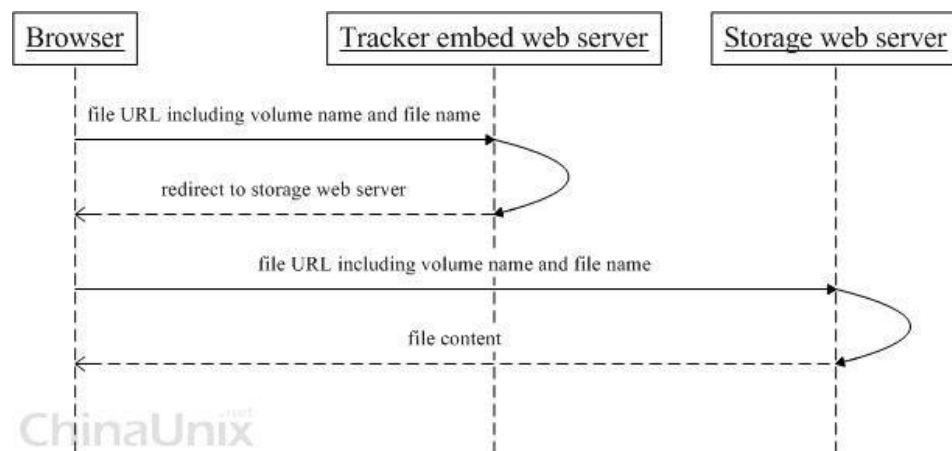 Browser
Tracker embed web server
Storage web server
file URL including volume name and file name
redirect to storage web server
file URL including volume name and file name
file content
ChinaUnix.net